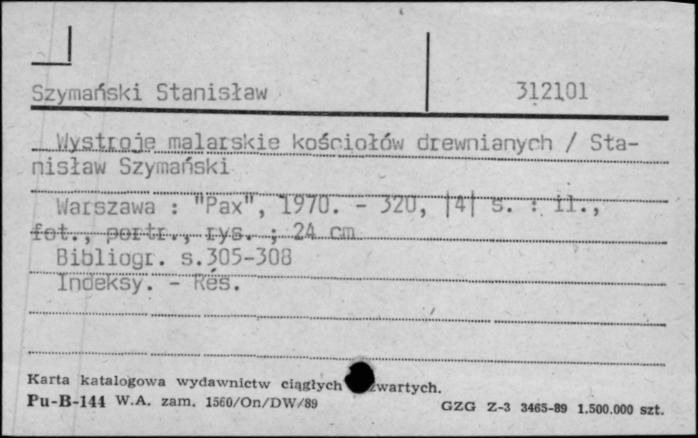 Szymański Stanisław 312101
Wystroje malarskie kościołów drewnianych / Sta-
nisław Szymański
Warszawa : "Pax", 1970. - 320, |4| s. : il.,
fot., portr., rys. ; 24 cm
Bibliogr. s.305-308
Indeksy. - Rés.
Karta katalogowa wydawnictw ciągłych zwartych.
Pu-B-144 W.A. zam. 1560/On/DW/89 GZG Z-3 3465-89 1.500.000 szt.